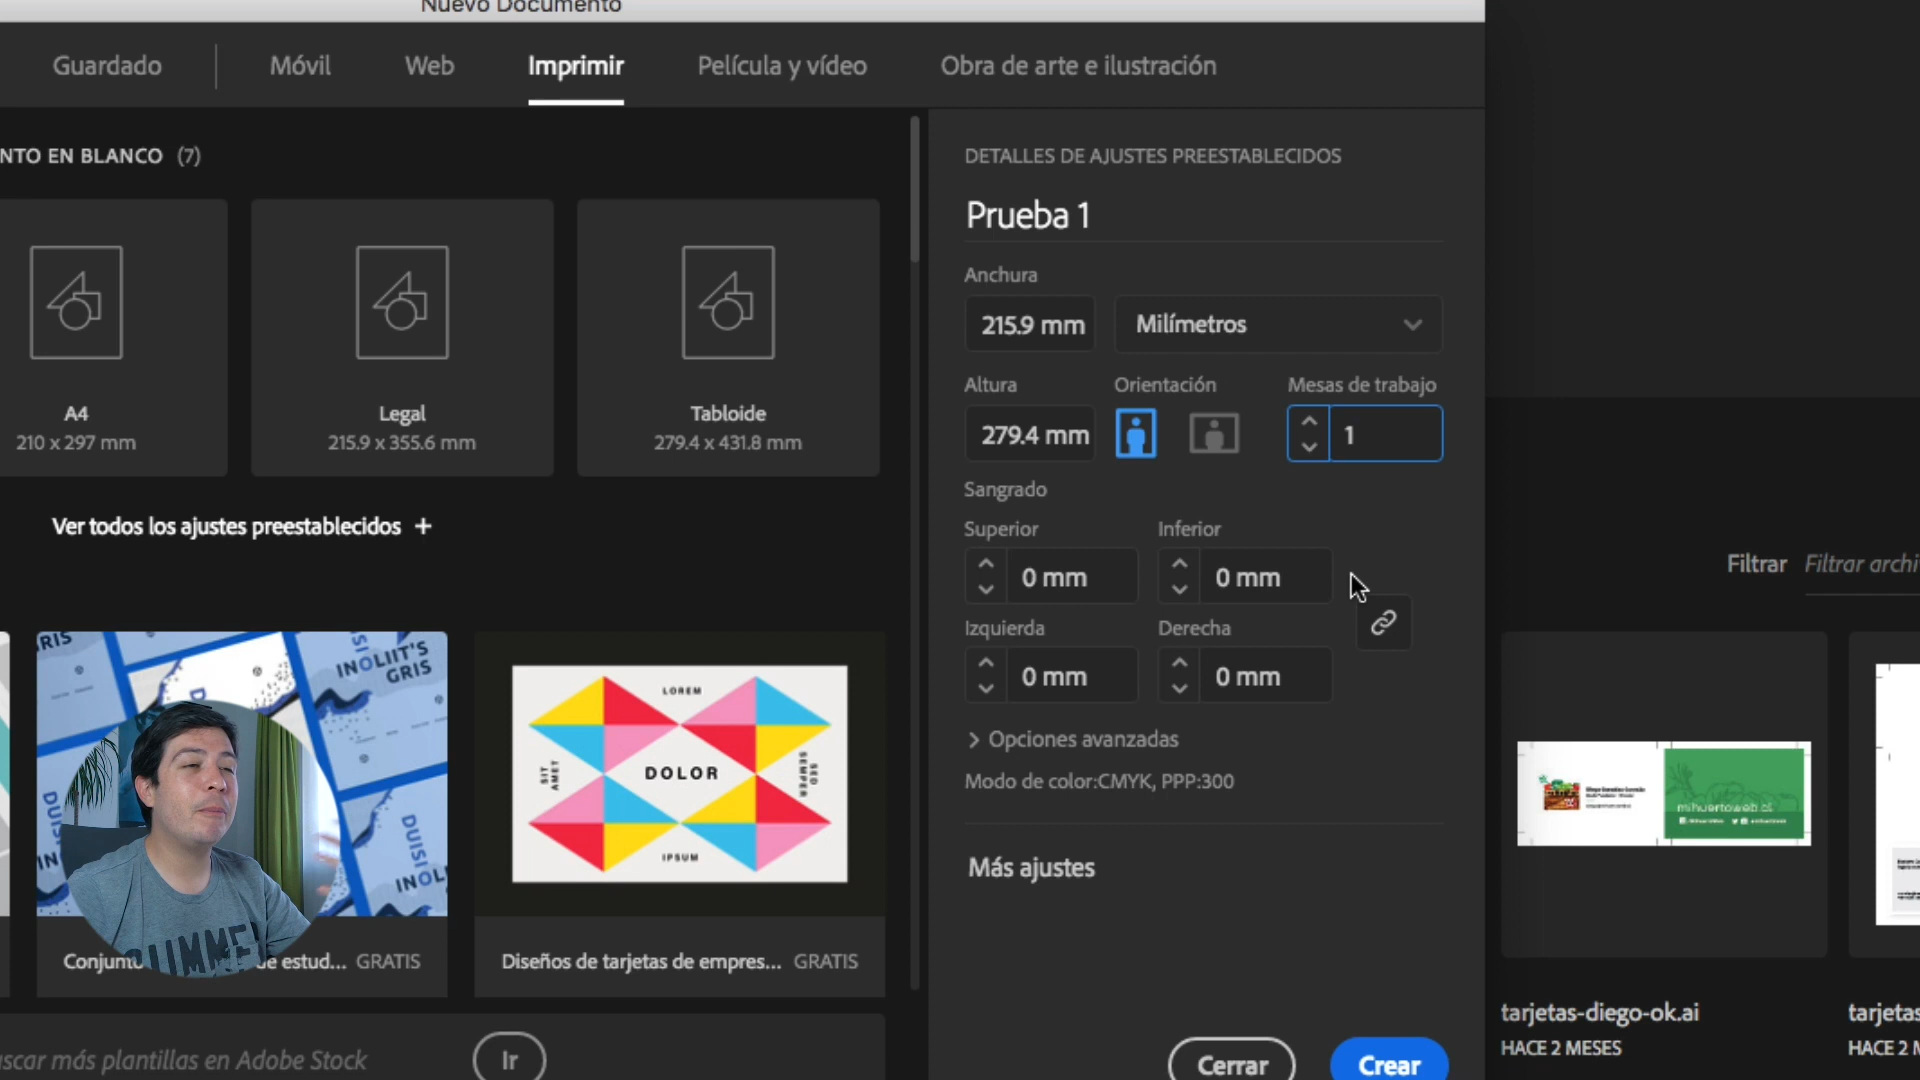 Nuevo Documento
Guardado
Móvil
Web
Imprimir
Película y vídeo
Obra de arte e ilustración
NTO EN BLANCO (7)
A4
210 x 297 mm
Legal
215.9 x 355.6 mm
Tabloide
279.4 x 431.8 mm
Ver todos los ajustes preestablecidos +
DETALLES DE AJUSTES PREESTABLECIDOS
Prueba 1
Anchura
215.9 mm
Milímetros
Altura
Orientación
Mesas de trabajo
279.4 mm
1
Sangrado
Superior
Inferior
0 mm
0 mm
Izquierda
Derecha
0 mm
0 mm
> Opciones avanzadas
Modo de color:CMYK, PPP:300
Más ajustes
Cerrar
Crear
Filtrar
Filtrar archi
RIS
INOLIIT'S
GRIS
DUISI
INOL
SUMME
LOREM
SIT AMET
DOLOR
SED SEMPER
IPSUM
de estud...
GRATIS
Diseños de tarjetas de empres...
GRATIS
scar más plantillas en Adobe Stock
Ir
mihuertoweb.cl
tarjetas-diego-ok.ai
HACE 2 MESES
tarjetas
HACE 2 M